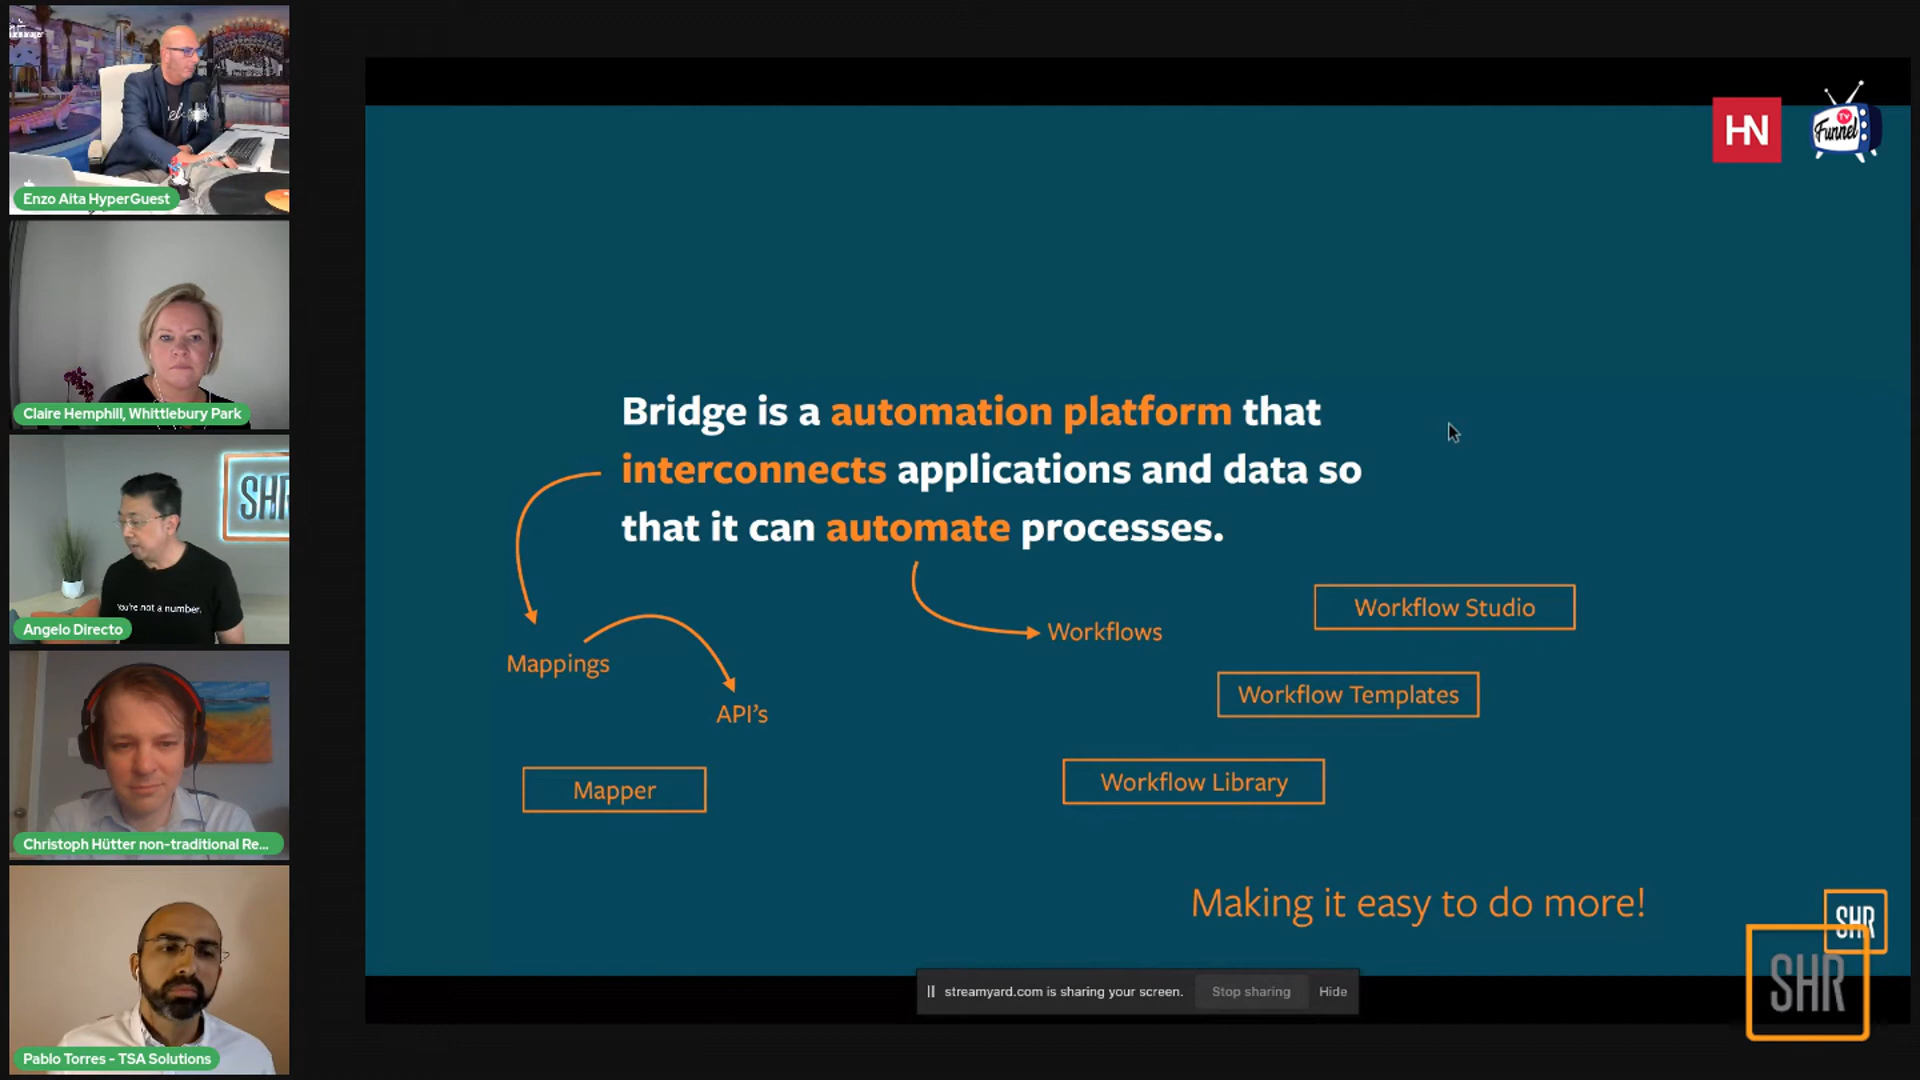 Enzo Aita HyperGuest
Claire Hemphill, Whittlebury Park
SHR
You're not a number.
Angelo Directo
Christoph Hütter non-traditional Re...
Pablo Torres - TSA Solutions
HN
TV
Funnel
Bridge is a automation platform that
interconnects applications and data so
that it can automate processes.
Mappings
API's
Mapper
Workflows
Workflow Studio
Workflow Templates
Workflow Library
Making it easy to do more!
SHR
SHR
streamyard.com is sharing your screen.
Stop sharing
Hide